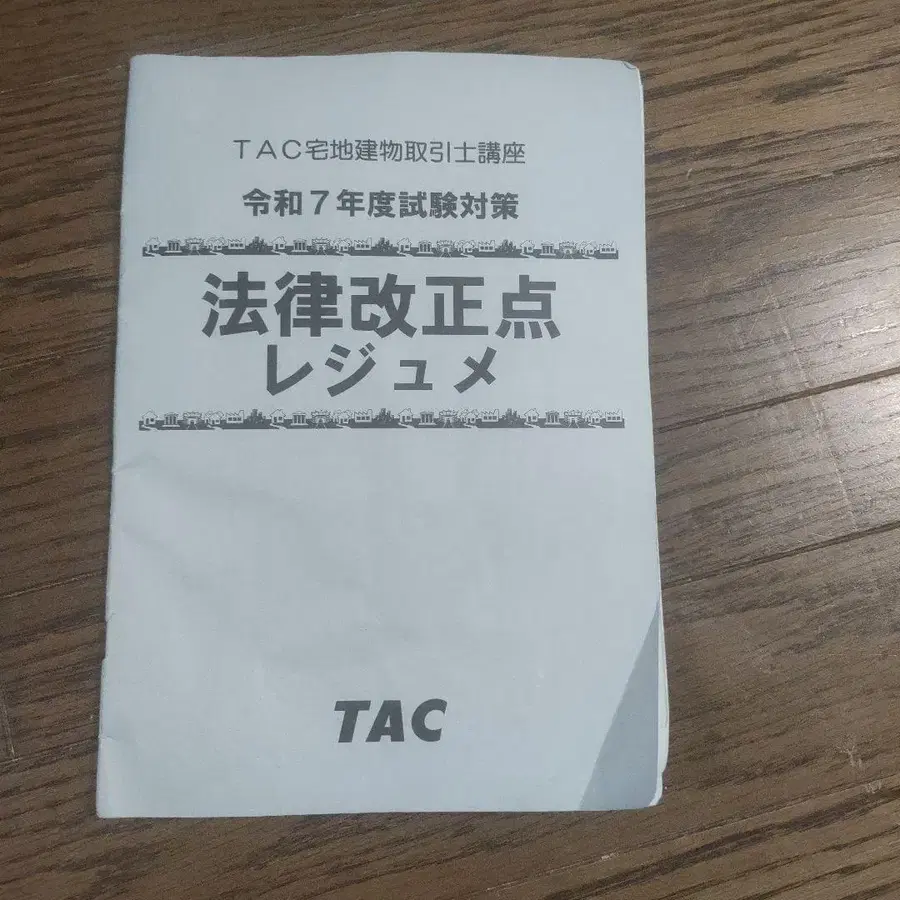 TAC宅地建物取引士講座
令和7年度試験対策
法律改正点
レジュメ
TAC